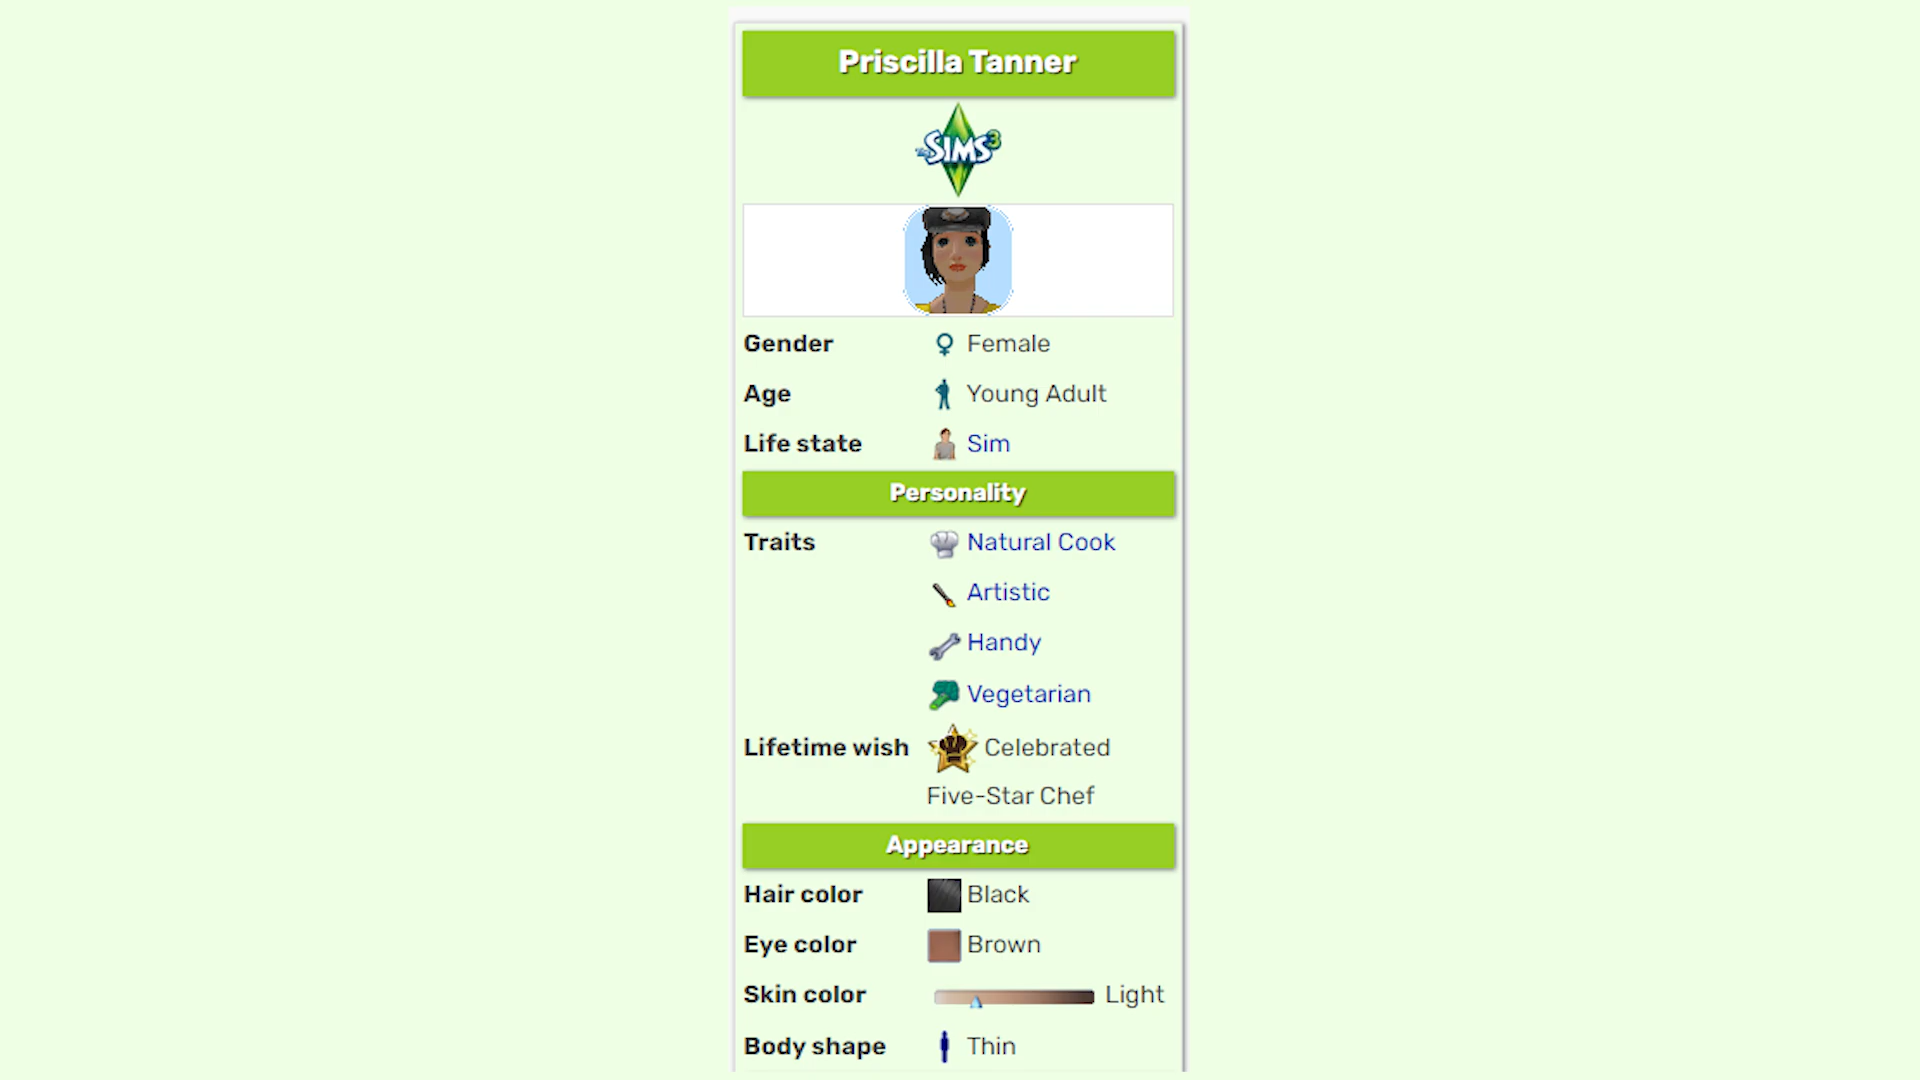 Priscilla Tanner
The SIMS 3
Gender Female
Age Young Adult
Life state Sim
Personality
Traits Natural Cook
Artistic
Handy
Vegetarian
Lifetime wish Celebrated
Five-Star Chef
Appearance
Hair color Black
Eye color Brown
Skin color Light
Body shape Thin